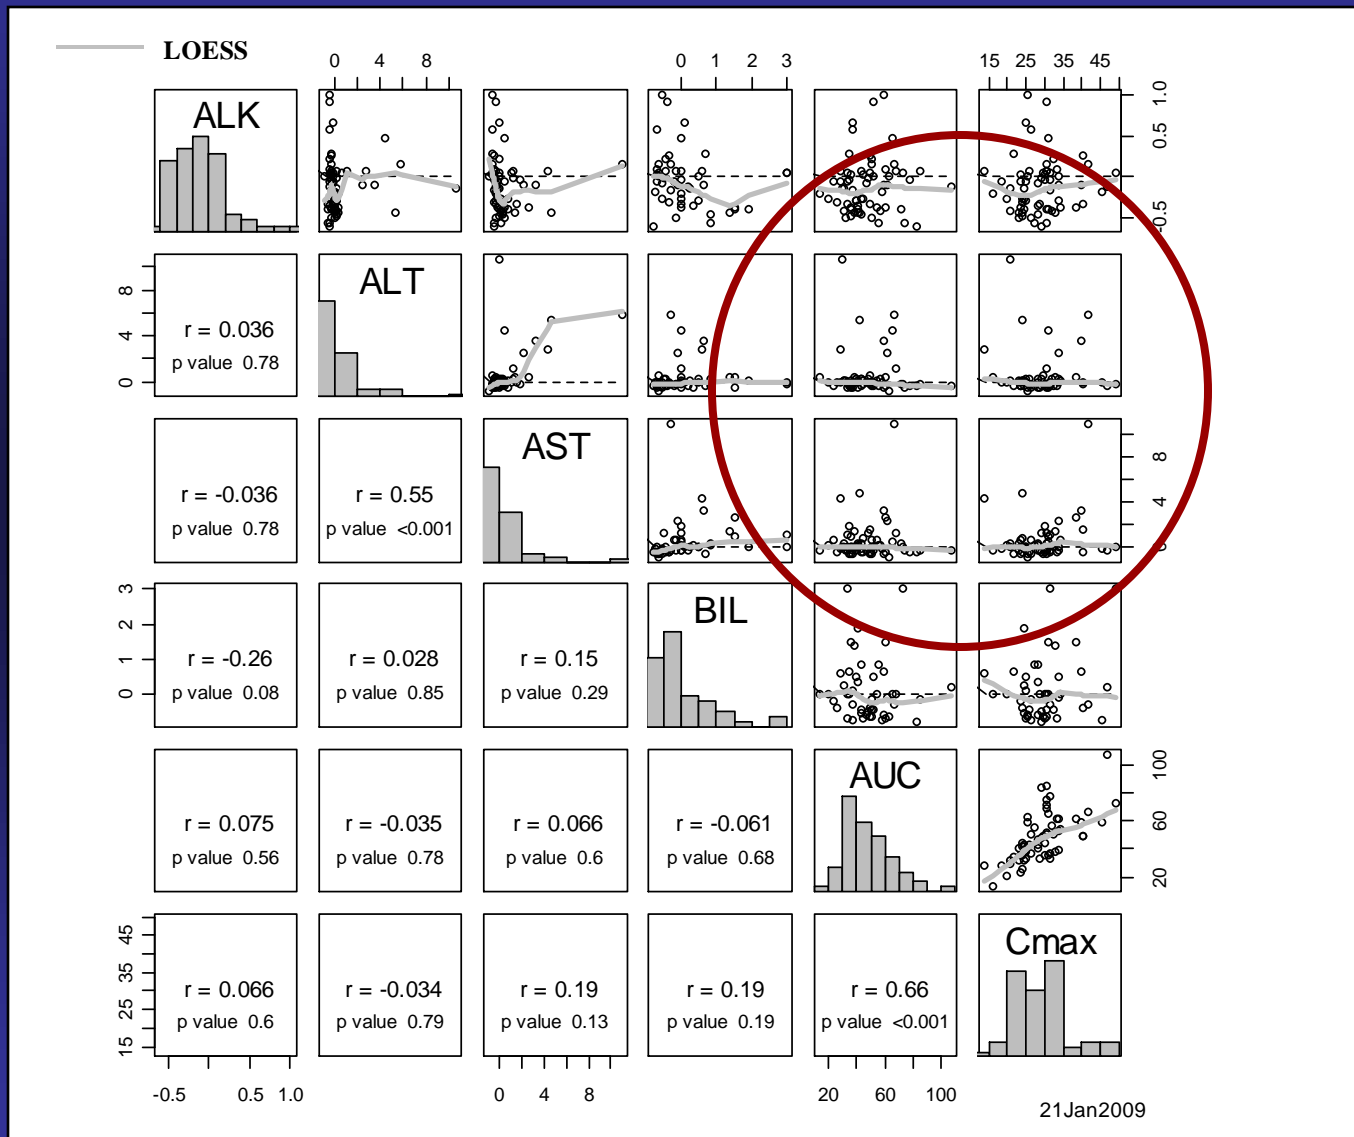 LOESS
0 4 8
0 1 2 3
15 25 35 45
ALK
1.0
0.5
-0.5
ALT
8
4
0
r = 0.036
p value 0.78
AST
8
4
0
r = -0.036
p value 0.78
r = 0.55
p value <0.001
BIL
3
2
1
0
r = -0.26
p value 0.08
r = 0.028
p value 0.85
r = 0.15
p value 0.29
AUC
100
60
20
r = 0.075
p value 0.56
r = -0.035
p value 0.78
r = 0.066
p value 0.6
r = -0.061
p value 0.68
Cmax
45
35
25
15
r = 0.066
p value 0.6
r = -0.034
p value 0.79
r = 0.19
p value 0.13
r = 0.19
p value 0.19
r = 0.66
p value <0.001
-0.5 0.5 1.0
0 4 8
20 60 100
21Jan2009